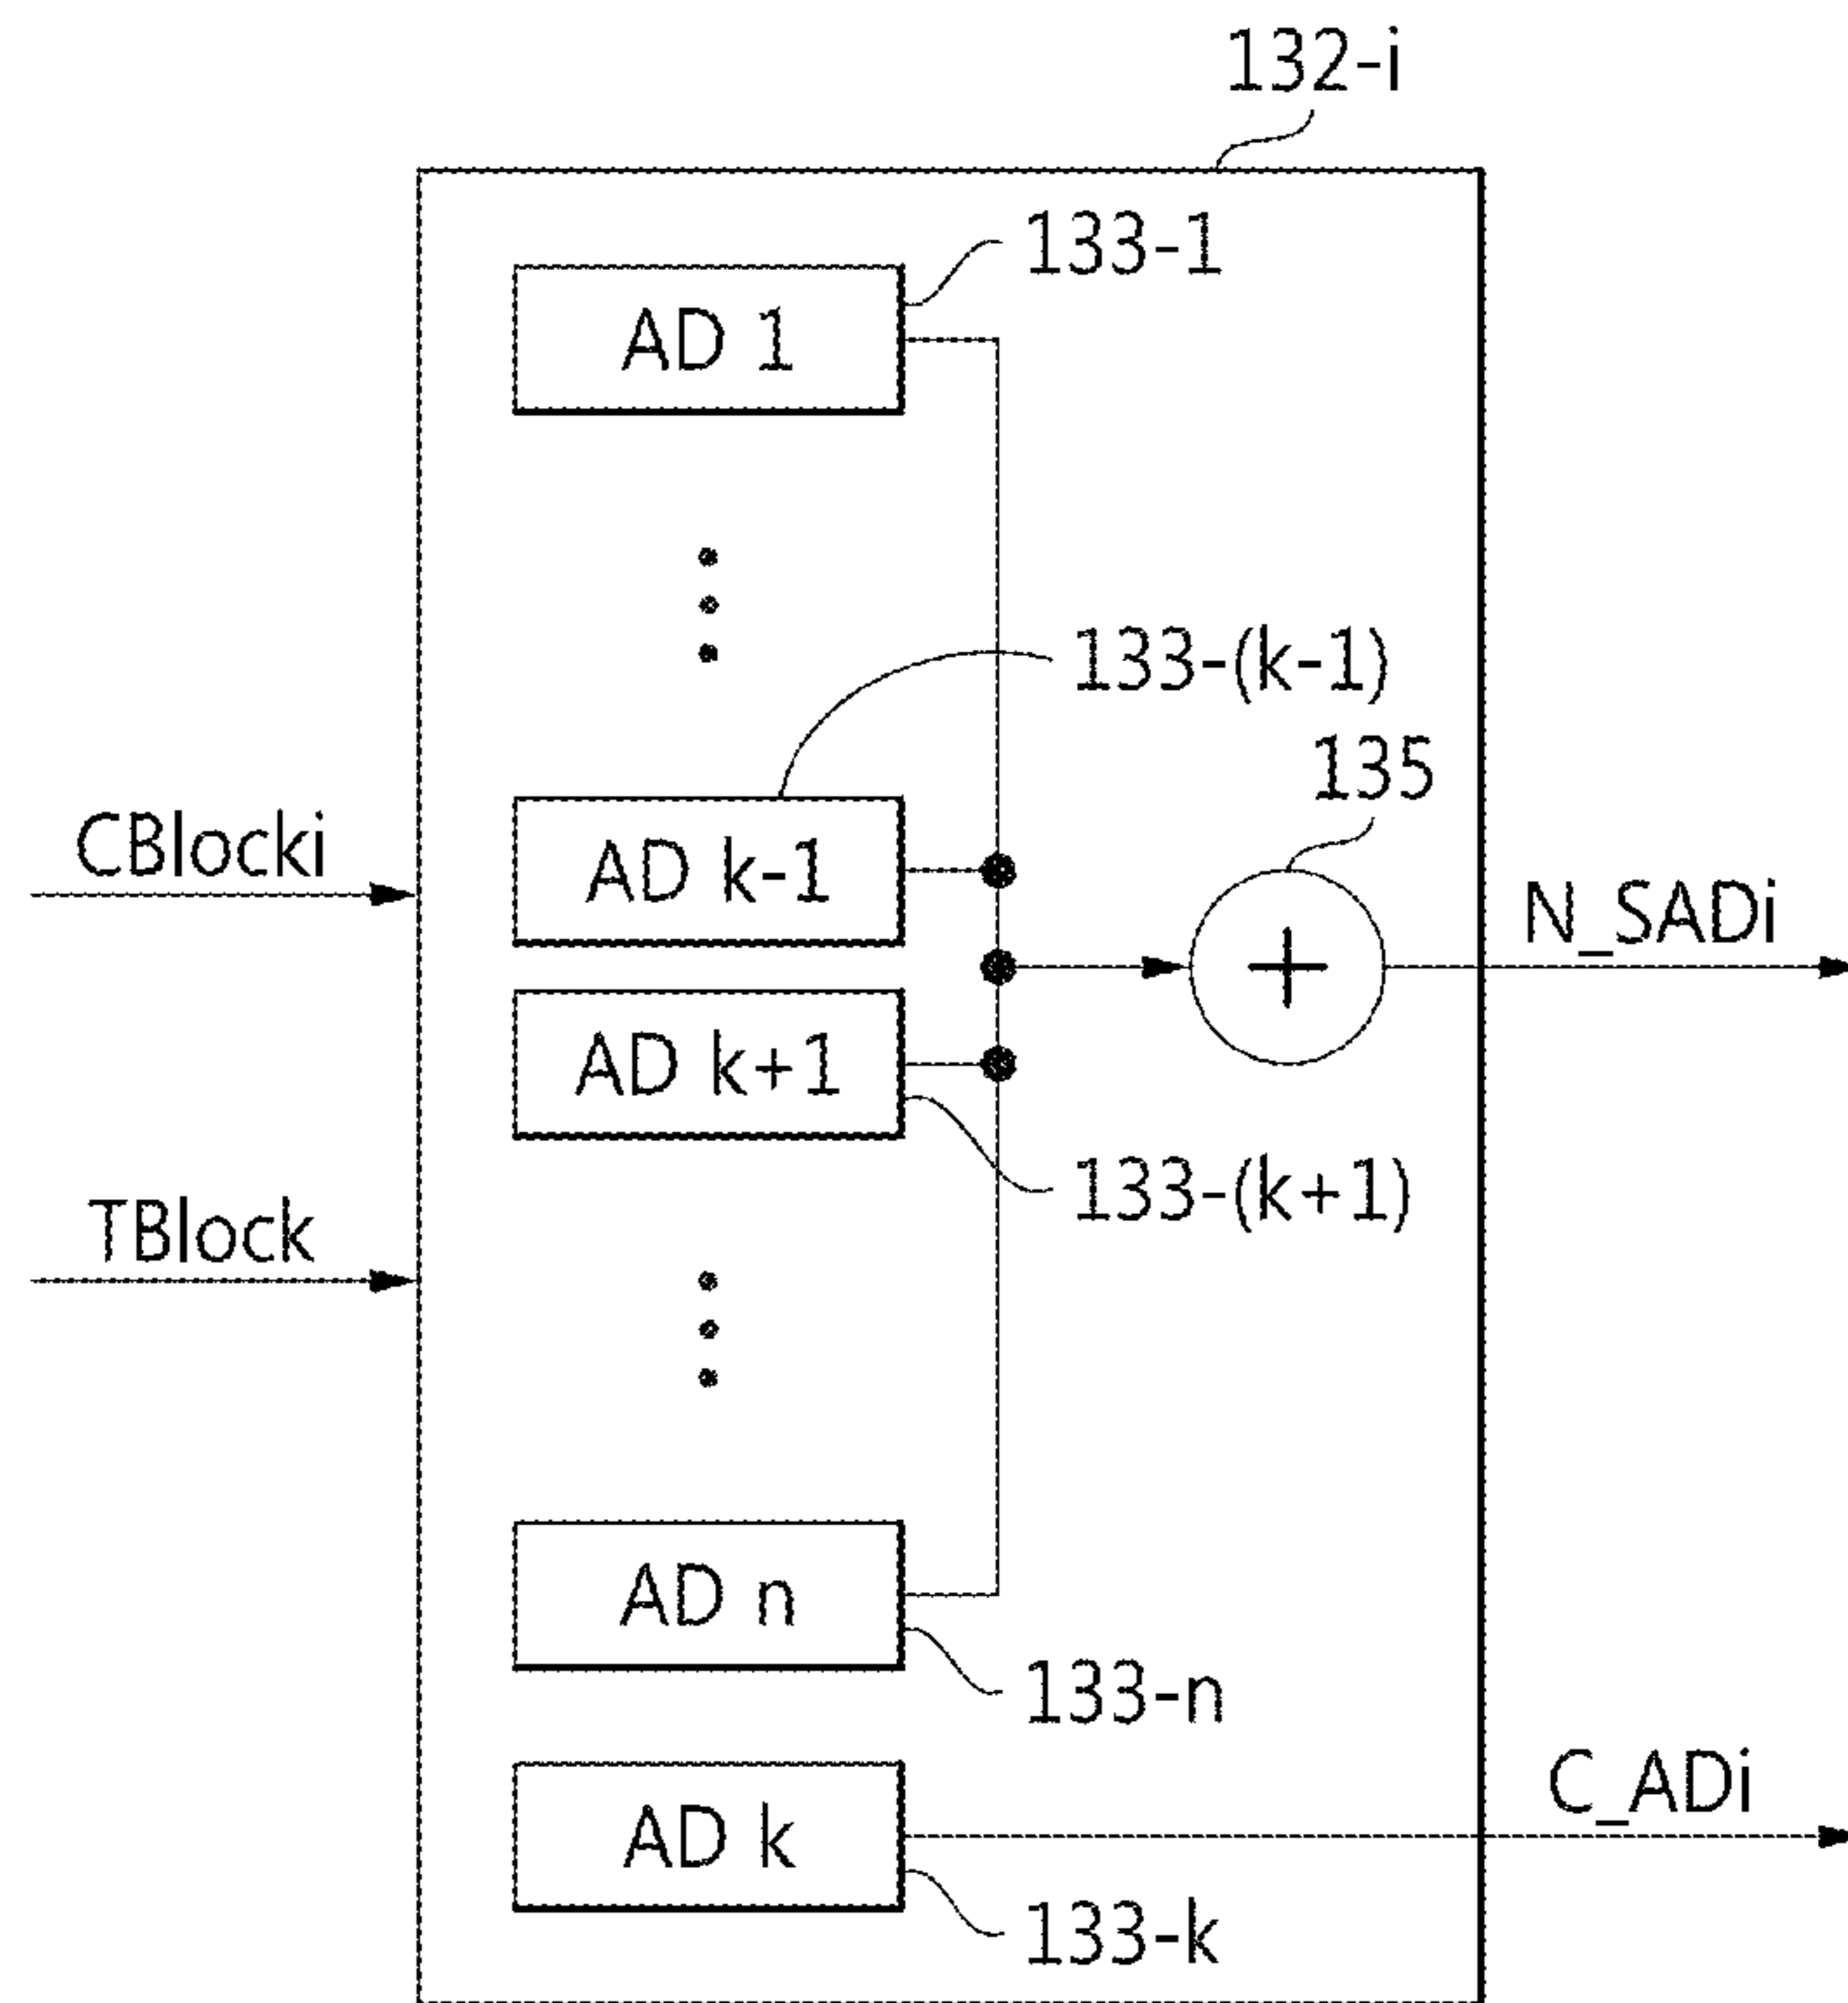 132-i
133-1
AD 1
133-(k-1)
135
CBlocki
AD k-1
N_SADi
+
AD k+1
133-(k+1)
TBlock
AD n
133-n
C_ADi
AD k
133-k